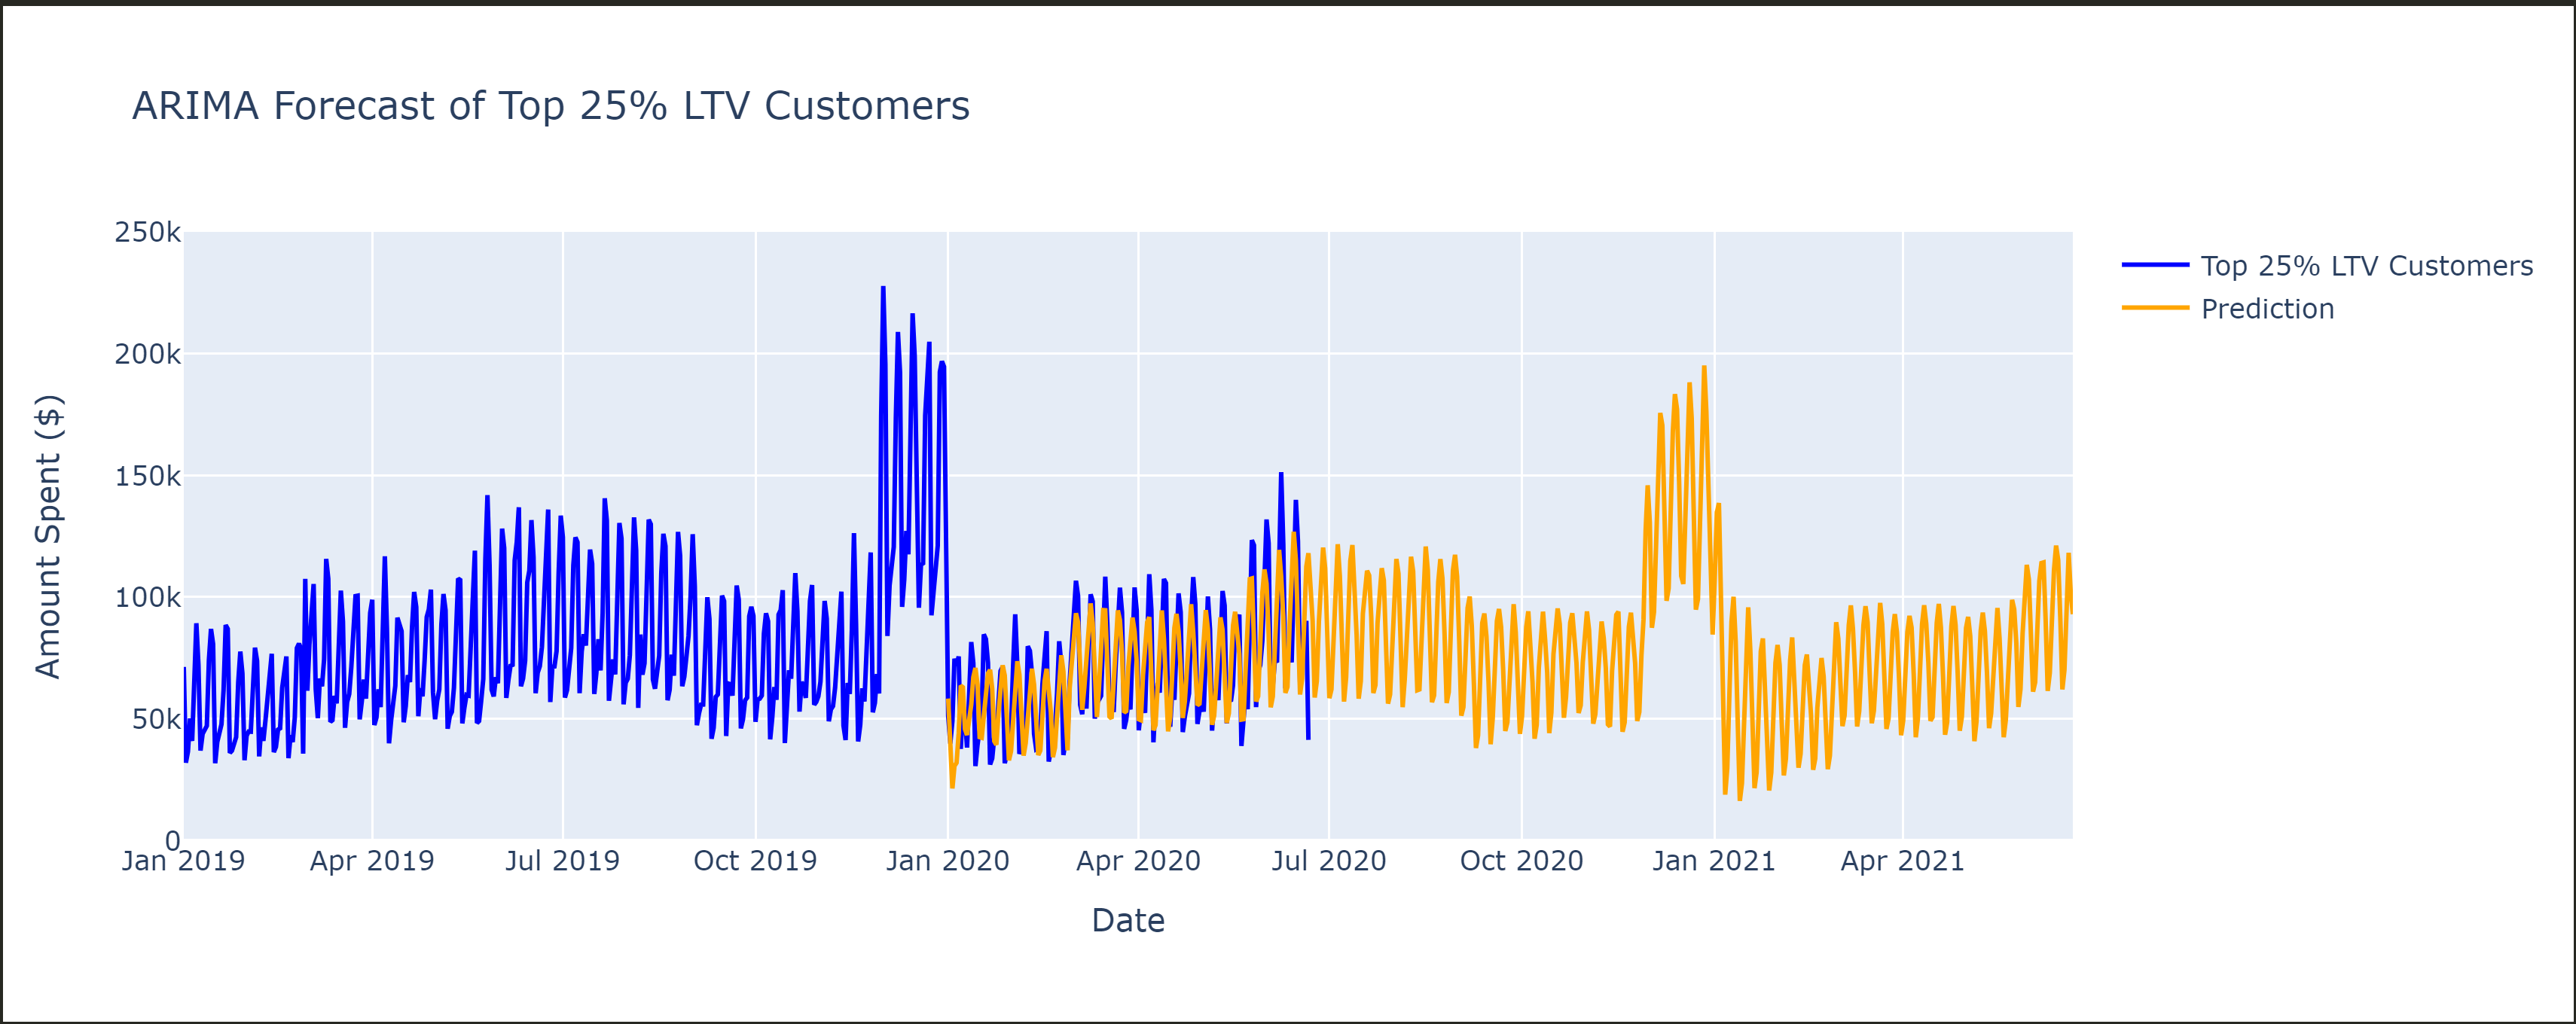 ARIMA Forecast of Top 25% LTV Customers
250k
200k
150k
100k
50k
0
Amount Spent ($)
Jan 2019 Apr 2019 Jul 2019 Oct 2019 Jan 2020 Apr 2020 Jul 2020 Oct 2020 Jan 2021 Apr 2021
Date
Top 25% LTV Customers
Prediction